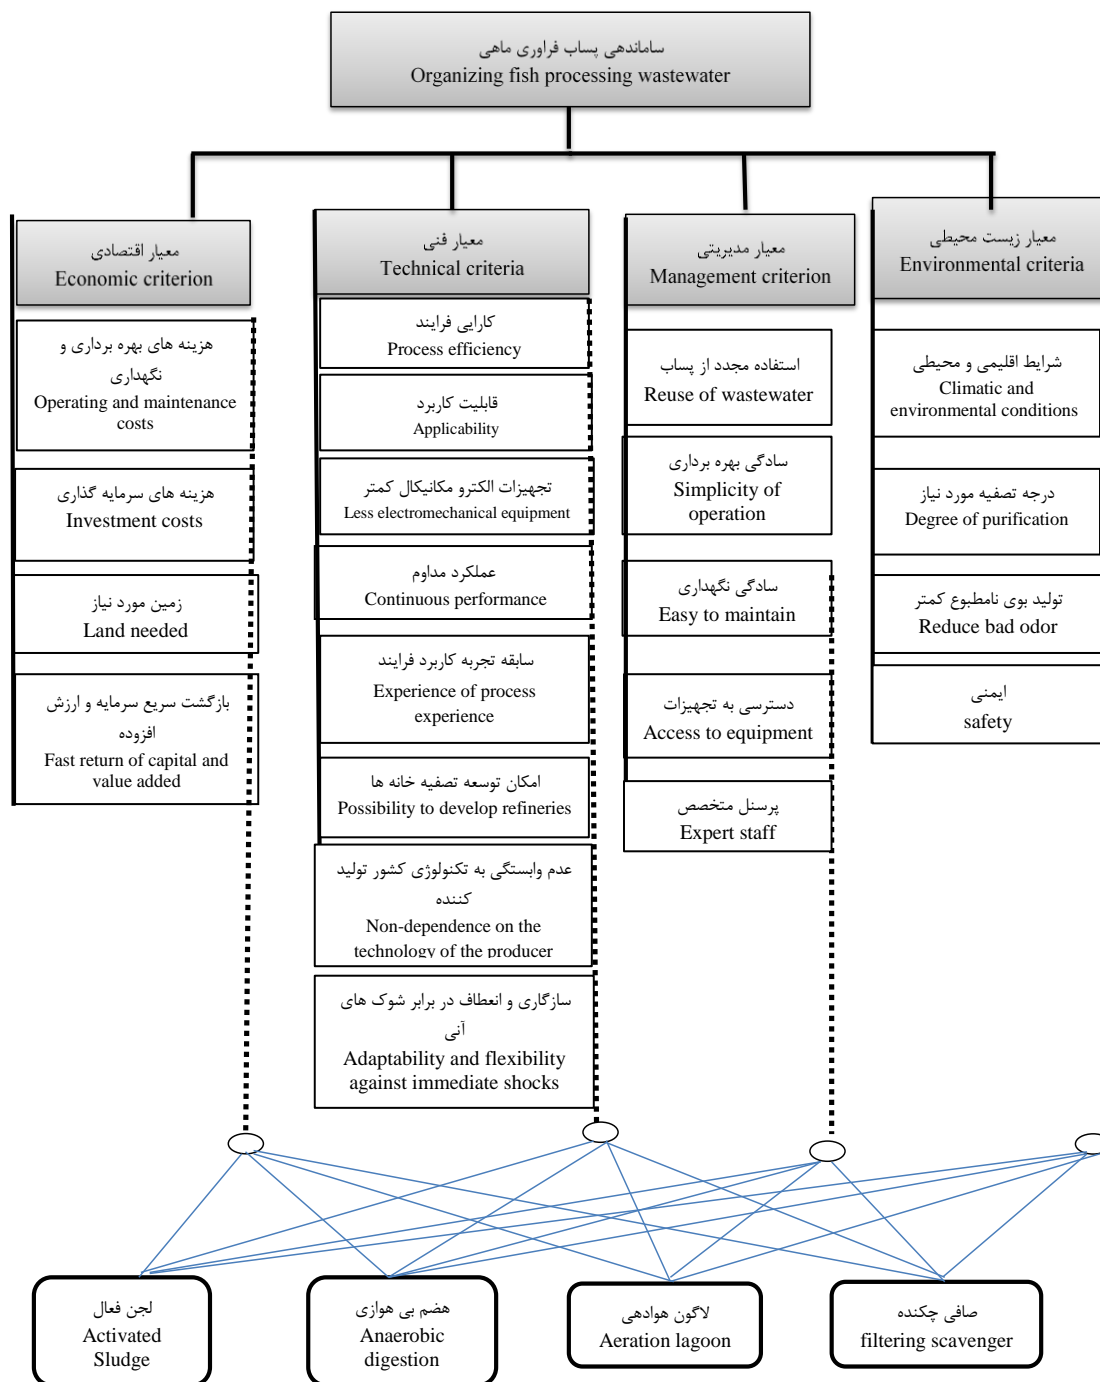 ساماندهی پساب فراوری ماهی
Organizing fish processing wastewater
معیار اقتصادی
Economic criterion
هزینه های بهره برداری و
نگهداری
Operating and maintenance
costs
هزینه های سرمایه گذاری
Investment costs
زمین مورد نیاز
Land needed
بازگشت سریع سرمایه و ارزش
افزوده
Fast return of capital and
value added
معیار فنی
Technical criteria
کارایی فرایند
Process efficiency
قابلیت کاربرد
Applicability
تجهیزات الکترو مکانیکال کمتر
Less electromechanical equipment
عملکرد مداوم
Continuous performance
سابقه تجربه کاربرد فرایند
Experience of process
experience
امکان توسعه تصفیه خانه ها
Possibility to develop refineries
عدم وابستگی به تکنولوژی کشور تولید
کننده
Non-dependence on the
technology of the producer
سازگاری و انعطاف در برابر شوک های
آنی
Adaptability and flexibility
against immediate shocks
معیار مدیریتی
Management criterion
استفاده مجدد از پساب
Reuse of wastewater
سادگی بهره برداری
Simplicity of
operation
سادگی نگهداری
Easy to maintain
دسترسی به تجهیزات
Access to equipment
پرسنل متخصص
Expert staff
معیار زیست محیطی
Environmental criteria
شرایط اقلیمی و محیطی
Climatic and
environmental conditions
درجه تصفیه مورد نیاز
Degree of purification
تولید بوی نامطبوع کمتر
Reduce bad odor
ایمنی
safety
لجن فعال
Activated
Sludge
هضم بی هوازی
Anaerobic
digestion
لاگون هوادهی
Aeration lagoon
صافی چکنده
filtering scavenger